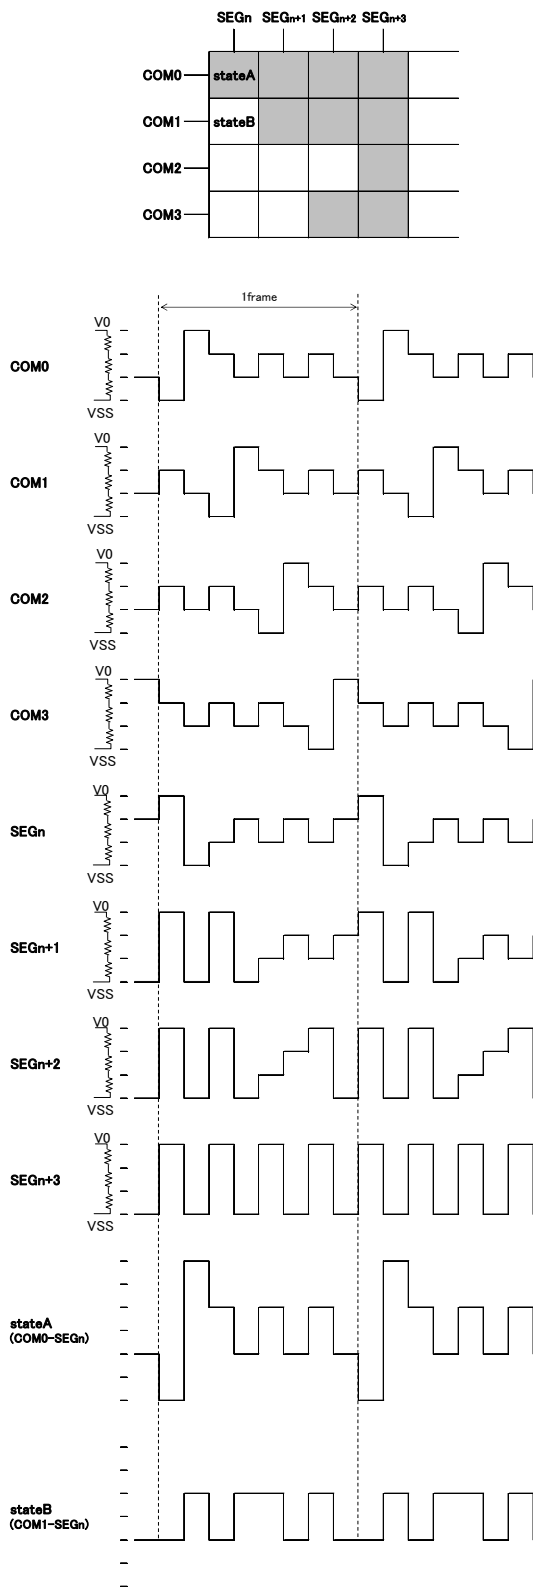 SEGn SEGn+1 SEGn+2 SEGn+3
COM0 stateA
COM1 stateB
COM2
COM3
1frame
V0
COM0
VSS
V0
COM1
VSS
V0
COM2
VSS
V0
COM3
VSS
V0
SEGn
VSS
V0
SEGn+1
VSS
V0
SEGn+2
VSS
V0
SEGn+3
VSS
stateA
(COM0-SEGn)
stateB
(COM1-SEGn)